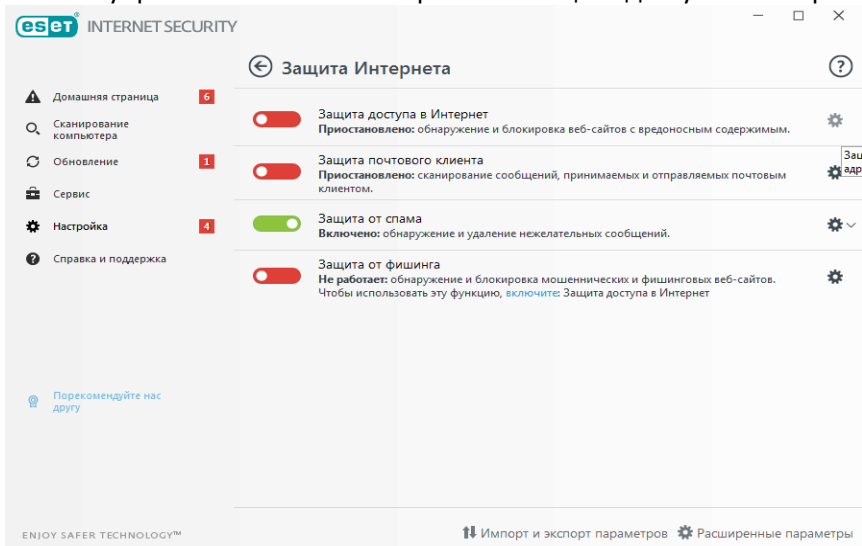 eset INTERNET SECURITY
Защита Интернета
Домашняя страница 6
Сканирование
компьютера
Обновление 1
Сервис
Настройка 4
Справка и поддержка
Порекомендуйте нас
другу
Защита доступа в Интернет
Приостановлено: обнаружение и блокировка веб-сайтов с вредоносным содержимым.
Защита почтового клиента
Приостановлено: сканирование сообщений, принимаемых и отправляемых почтовым
клиентом.
Защита от спама
Включено: обнаружение и удаление нежелательных сообщений.
Защита от фишинга
Не работает: обнаружение и блокировка мошеннических и фишинговых веб-сайтов.
Чтобы использовать эту функцию, включите: Защита доступа в Интернет
ENJOY SAFER TECHNOLOGY™
Импорт и экспорт параметров Расширенные параметры